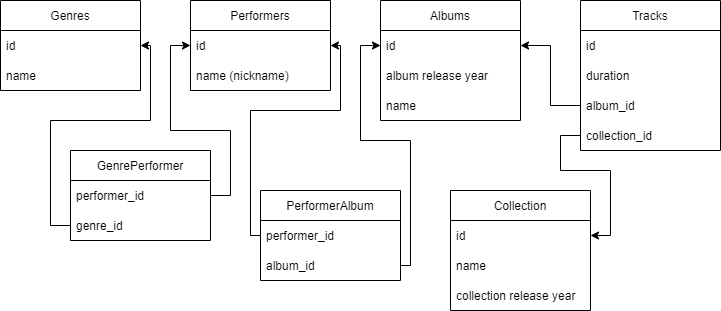 Genres
id
name
Performers
id
name (nickname)
Albums
id
album release year
name
Tracks
id
duration
album_id
collection_id
GenrePerformer
performer_id
genre_id
PerformerAlbum
performer_id
album_id
Collection
id
name
collection release year